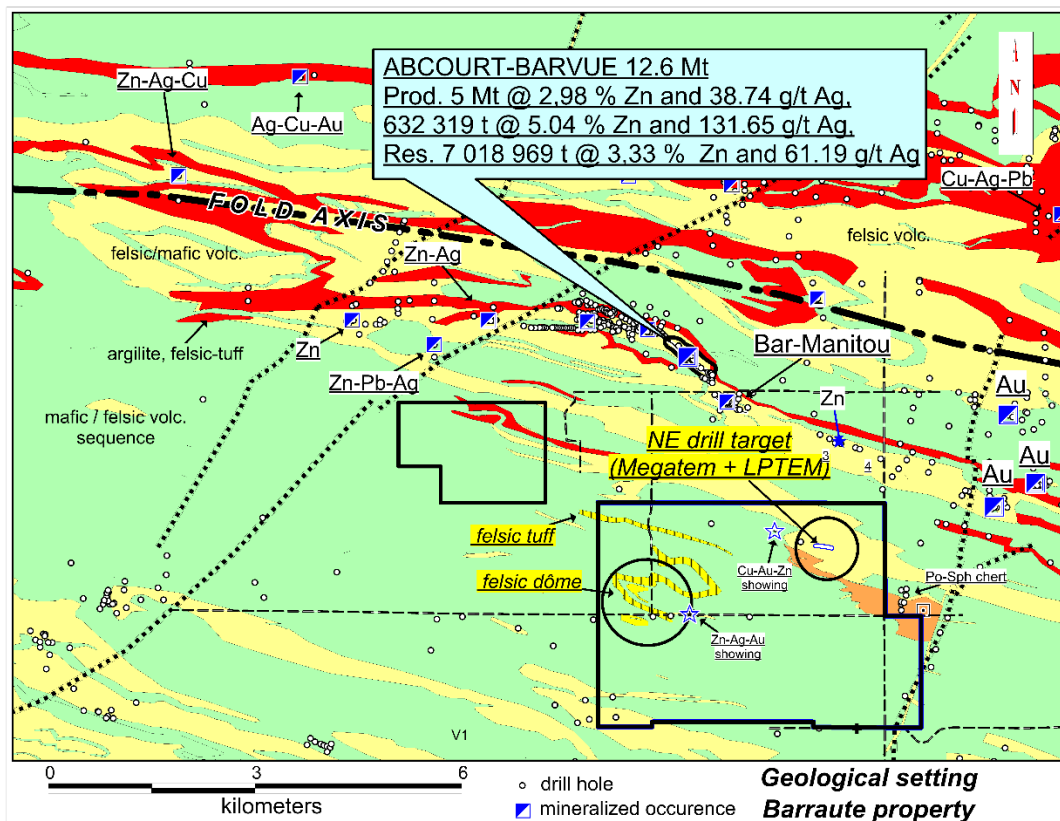 ABCOURT-BARVUE 12.6 Mt
Prod. 5 Mt @ 2,98 % Zn and 38.74 g/t Ag,
632 319 t @ 5.04 % Zn and 131.65 g/t Ag,
Res. 7 018 969 t @ 3,33 % Zn and 61.19 g/t Ag
N
Zn-Ag-Cu
Ag-Cu-Au
Cu-Ag-Pb
FOLD AXIS
felsic/mafic volc.
felsic volc.
Zn-Ag
argilite, felsic-tuff
Zn
Zn-Pb-Ag
Bar-Manitou
mafic / felsic volc.
sequence
Zn
Au
Au
Au
3
4
NE drill target
(Megatem + LPTEM)
felsic tuff
felsic dôme
Cu-Au-Zn
showing
Po-Sph chert
Zn-Ag-Au
showing
V1
0
3
6
kilometers
drill hole
mineralized occurence
Geological setting
Barraute property